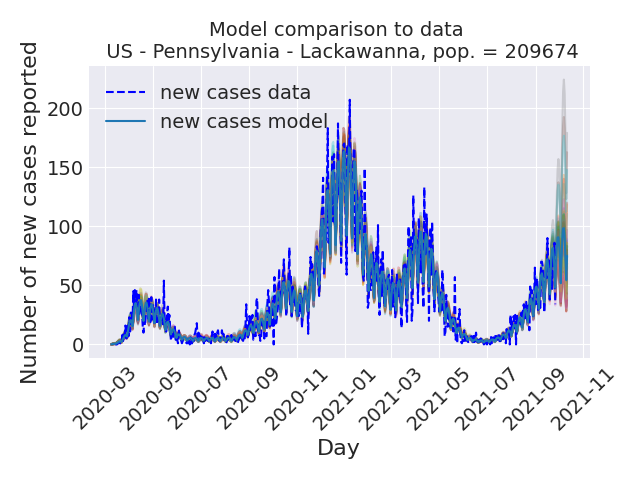 Model comparison to data
US - Pennsylvania - Lackawanna, pop. = 209674
Number of new cases reported
200
150
100
50
0
new cases data
new cases model
2020-03
2020-05
2020-07
2020-09
2020-11
2021-01
2021-03
2021-05
2021-07
2021-09
2021-11
Day